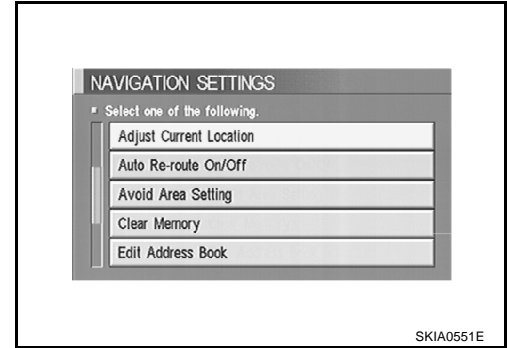 NAVIGATION SETTINGS
Select one of the following.
Adjust Current Location
Auto Re-route On/Off
Avoid Area Setting
Clear Memory
Edit Address Book
SKIA0551E